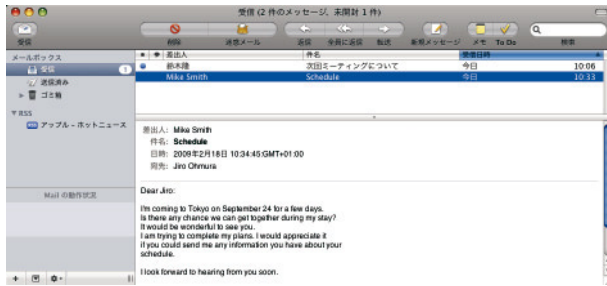 受信 (2 件のメッセージ、未開封 1 件)
受信 削除 迷惑メール 返信 全員に返信 転送 新規メッセージ メモ To Do 検索
メールボックス
受信 1
送信済み
ゴミ箱
RSS
アップル - ホットニュース
Mail の動作状況
差出人 件名 受信日時
鈴木隆 次回ミーティングについて 今日 10:06
Mike Smith Schedule 今日 10:33
差出人: Mike Smith
件名: Schedule
日時: 2009年2月18日 10:34:45:GMT+01:00
宛先: Jiro Ohmura
Dear Jiro:
I'm coming to Tokyo on September 24 for a few days.
Is there any chance we can get together during my stay?
It would be wonderful to see you.
I am trying to complete my plans. I would appreciate it
if you could send me any information you have about your
schedule.
I look forward to hearing from you soon.